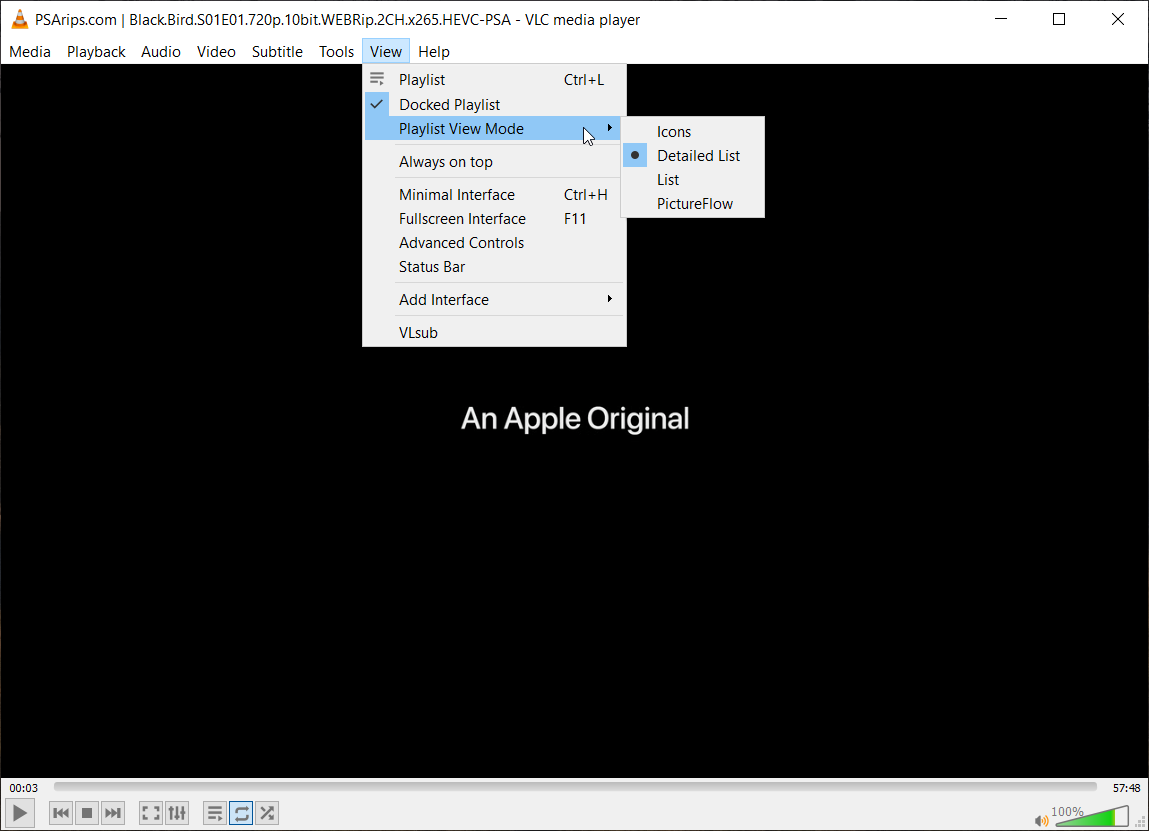 PSArips.com | Black.Bird.S01E01.720p.10bit.WEBRip.2CH.x265.HEVC-PSA - VLC media player
Media Playback Audio Video Subtitle Tools View Help
Playlist Ctrl+L
Docked Playlist
Playlist View Mode
Icons
Detailed List
List
PictureFlow
Always on top
Minimal Interface Ctrl+H
Fullscreen Interface F11
Advanced Controls
Status Bar
Add Interface
VLsub
An Apple Original
00:03 57:48
100%